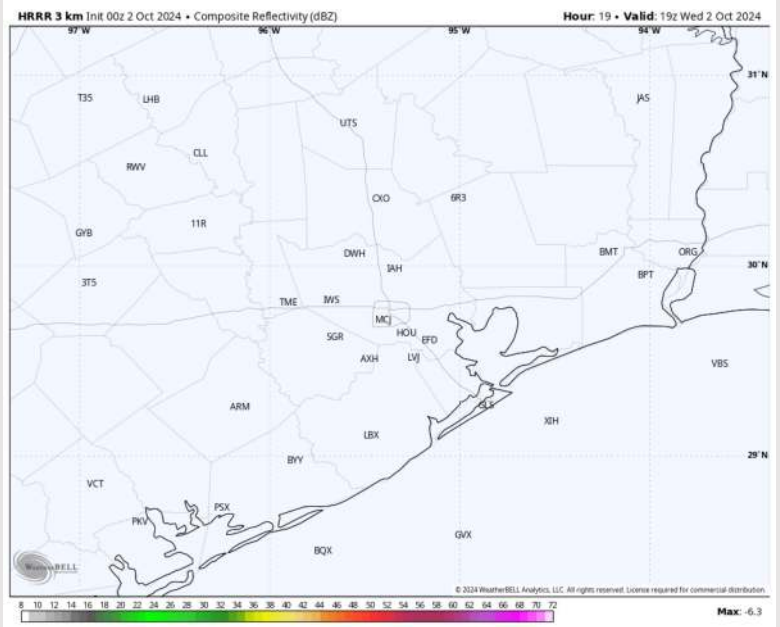 HRRR 3 km Init 00z 2 Oct 2024 • Composite Reflectivity (dBZ) Hour: 19 • Valid: 19z Wed 2 Oct 2024
97°W 96°W 95°W 94°W
31°N
T35 LHB JAS
UTS
CLL
RWV
CXO 6R3
11R
GYB
DWH BMT ORG
IAH 30°N
BPT
3T5
TME IWS
MCJ
SGR HOU EFD
AXH LVJ VBS
ARM GLS
XIH
LBX
BYY 29°N
VCT
PSX
PKV
GVX
BQX
WeatherBELL
© 2024 WeatherBELL Analytics, LLC. All rights reserved. License required for commercial distribution.
8 10 12 14 16 18 20 22 24 26 28 30 32 34 36 38 40 42 44 46 48 50 52 54 56 58 60 62 64 66 68 70 72 Max: -6.3